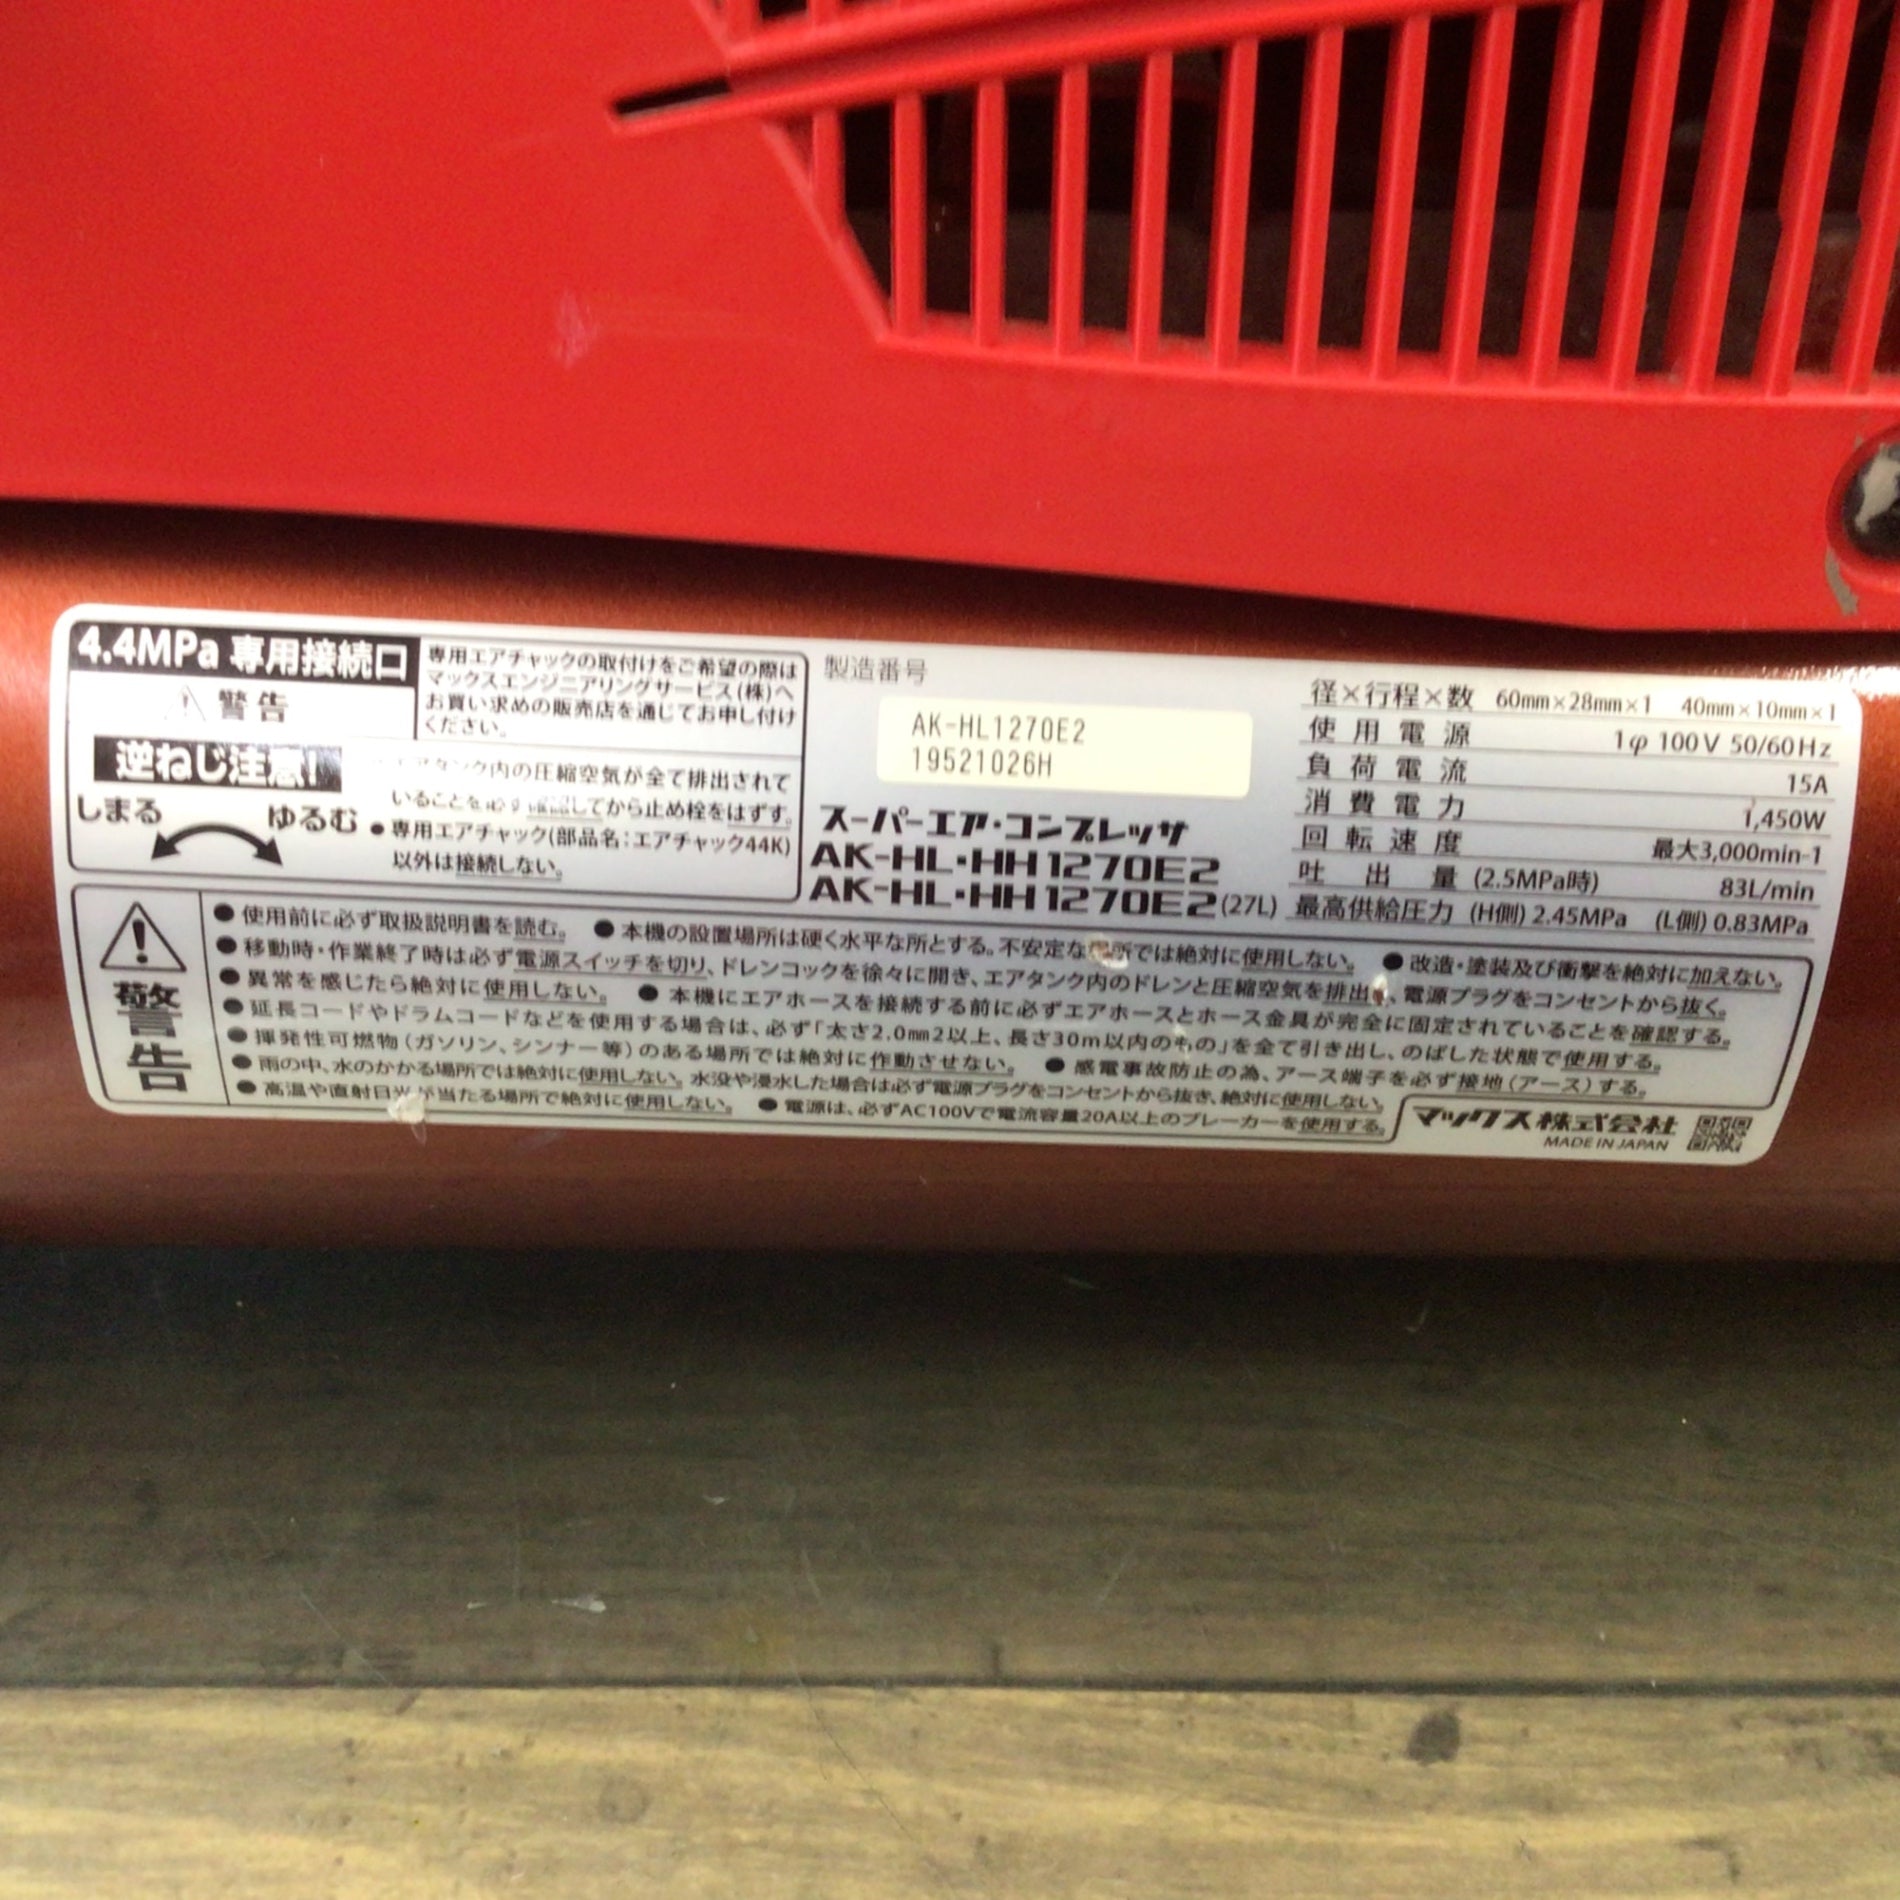 4.4MPa 専用接続口
警告
逆ねじ注意!
しまる
ゆるむ
専用エアチャックの取付けをご希望の際は
マックスエンジニアリングサービス(株)へ
お買い求めの販売店を通じてお申し付け
ください。
エアタンク内の圧縮空気が全て排出されて
いることを必ず確認してから止め栓をはずす。
●専用エアチャック(部品名:エアチャック44K)
以外は接続しない。
製造番号
AK-HL1270E2
19521026H
スーパーエア・コンプレッサ
AK-HL・HH1270E2
AK-HL・HH1270E2(27L)
径×行程×数 60mm×28mm×1 40mm×10mm×1
使用電源 1φ 100V 50/60Hz
負荷電流 15A
消費電力 1,450W
回転速度 最大3,000min-1
吐出量 (2.5MPa時) 83L/min
最高供給圧力 (H側) 2.45MPa (L側) 0.83MPa
警告
●使用前に必ず取扱説明書を読む。 ●本機の設置場所は硬く水平な所とする。不安定な場所では絶対に使用しない。 ●改造・塗装及び衝撃を絶対に加えない。
●移動時・作業終了時は必ず電源スイッチを切り、ドレンコックを徐々に開き、エアタンク内のドレンと圧縮空気を排出し、電源プラグをコンセントから抜く。
●異常を感じたら絶対に使用しない。 ●本機にエアホースを接続する前に必ずエアホースとホース金具が完全に固定されていることを確認する。
●延長コードやドラムコードなどを使用する場合は、必ず「太さ2.0mm2以上、長さ30m以内のもの」を全て引き出し、のばした状態で使用する。
●揮発性可燃物(ガソリン、シンナー等)のある場所では絶対に作動させない。 ●感電事故防止の為、アース端子を必ず接地(アース)する。
●雨の中、水のかかる場所では絶対に使用しない。水没や浸水した場合は必ず電源プラグをコンセントから抜き、絶対に使用しない。
●高温や直射日光が当たる場所で絶対に使用しない。 ●電源は、必ずAC100Vで電流容量20A以上のブレーカーを使用する。
マックス株式会社
MADE IN JAPAN